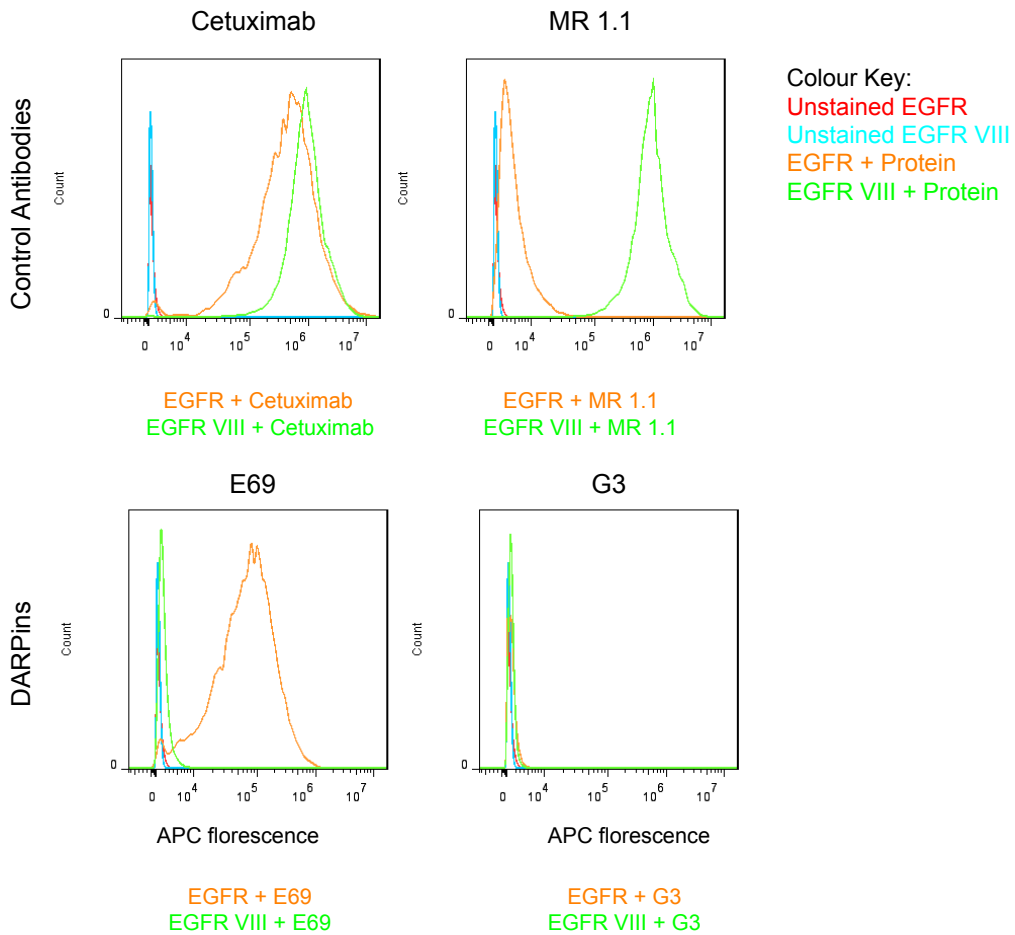 Cetuximab
MR 1.1
Colour Key:
Unstained EGFR
Unstained EGFR VIII
EGFR + Protein
EGFR VIII + Protein
Control Antibodies
Count
0
0 10^4 10^5 10^6 10^7
Count
0
0 10^4 10^5 10^6 10^7
EGFR + Cetuximab
EGFR VIII + Cetuximab
EGFR + MR 1.1
EGFR VIII + MR 1.1
E69
G3
DARPins
Count
0
0 10^4 10^5 10^6 10^7
Count
0
0 10^4 10^5 10^6 10^7
APC florescence
APC florescence
EGFR + E69
EGFR VIII + E69
EGFR + G3
EGFR VIII + G3